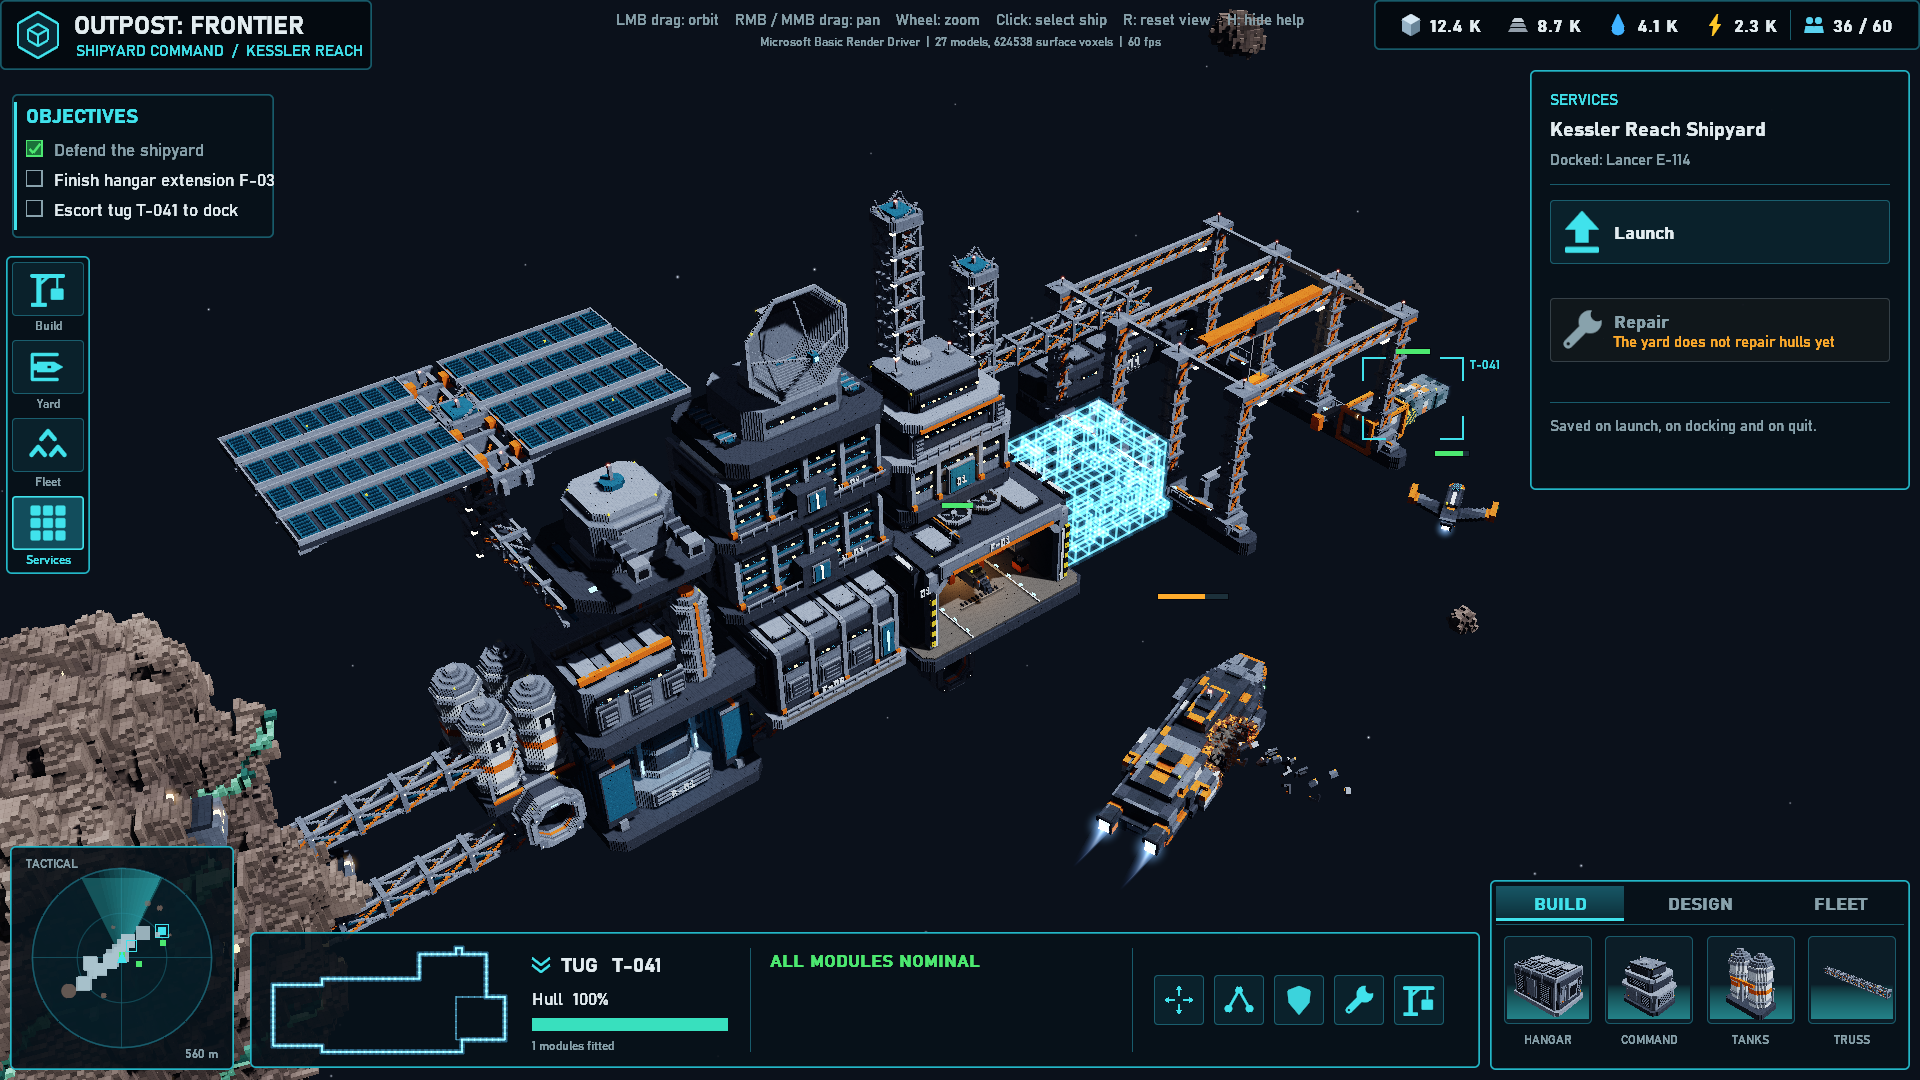 OUTPOST: FRONTIER
SHIPYARD COMMAND / KESSLER REACH
LMB drag: orbit RMB / MMB drag: pan Wheel: zoom Click: select ship R: reset view H: hide help
Microsoft Basic Render Driver | 27 models, 624538 surface voxels | 60 fps
12.4 K 8.7 K 4.1 K 2.3 K 36 / 60
OBJECTIVES
Defend the shipyard
Finish hangar extension F-03
Escort tug T-041 to dock
Build
Yard
Fleet
Services
SERVICES
Kessler Reach Shipyard
Docked: Lancer E-114
Launch
Repair
The yard does not repair hulls yet
Saved on launch, on docking and on quit.
T-041
F-03
TACTICAL
560 m
TUG T-041
Hull 100%
1 modules fitted
ALL MODULES NOMINAL
BUILD DESIGN FLEET
HANGAR COMMAND TANKS TRUSS